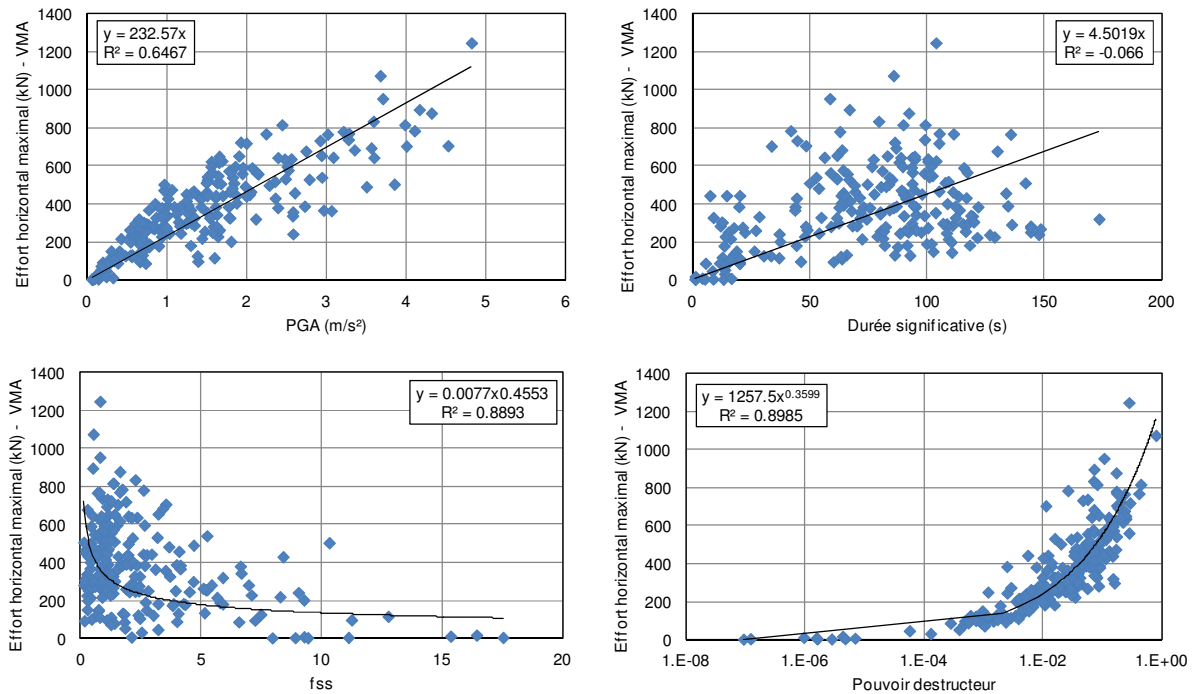 1400
1200
1000
800
600
400
200
0
Effort horizontal maximal (kN) - VMA
y = 232.57x
R² = 0.6467
0 1 2 3 4 5 6
PGA (m/s²)
1400
1200
1000
800
600
400
200
0
Effort horizontal maximal (kN) - VMA
y = 4.5019x
R² = -0.066
0 50 100 150 200
Durée significative (s)
1400
1200
1000
800
600
400
200
0
Effort horizontal maximal (kN) - VMA
y = 0.0077x0.4553
R² = 0.8893
0 5 10 15 20
fss
1400
1200
1000
800
600
400
200
0
Effort horizontal maximal (kN) - VMA
y = 1257.5x^0.3599
R² = 0.8985
1.E-08 1.E-06 1.E-04 1.E-02 1.E+00
Pouvoir destructeur